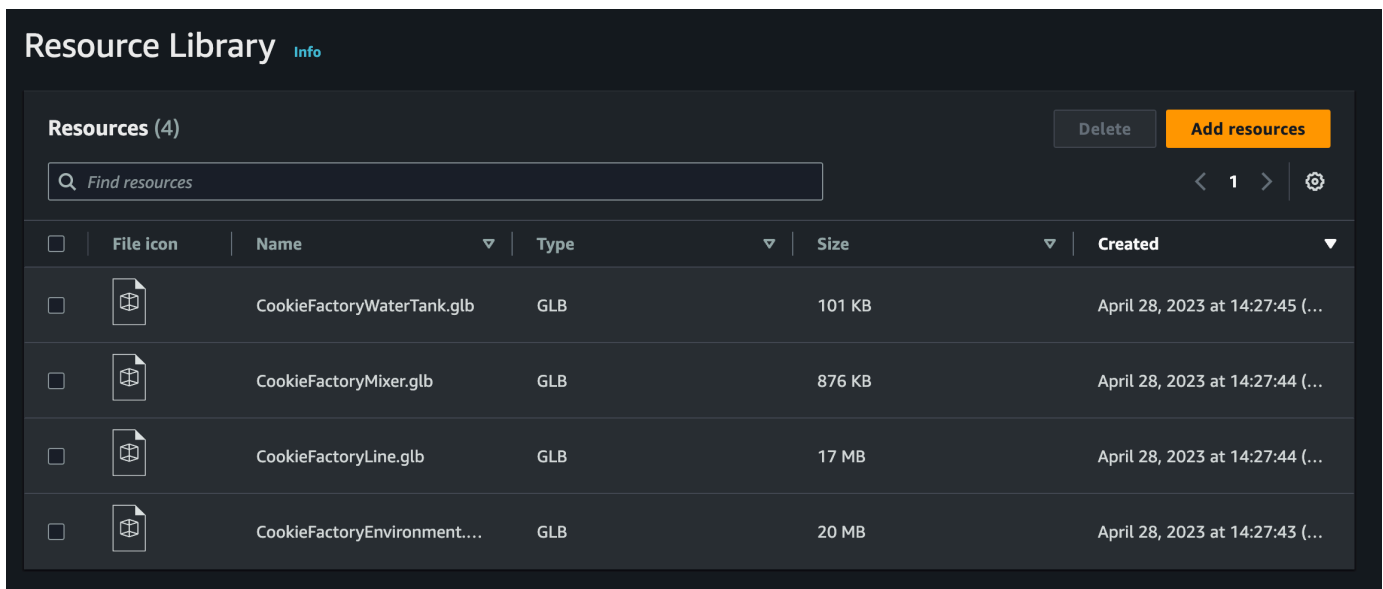 Resource Library Info
Resources (4)
Delete
Add resources
Find resources
1
File icon Name Type Size Created
CookieFactoryWaterTank.glb GLB 101 KB April 28, 2023 at 14:27:45 (...
CookieFactoryMixer.glb GLB 876 KB April 28, 2023 at 14:27:44 (...
CookieFactoryLine.glb GLB 17 MB April 28, 2023 at 14:27:44 (...
CookieFactoryEnvironment.... GLB 20 MB April 28, 2023 at 14:27:43 (...